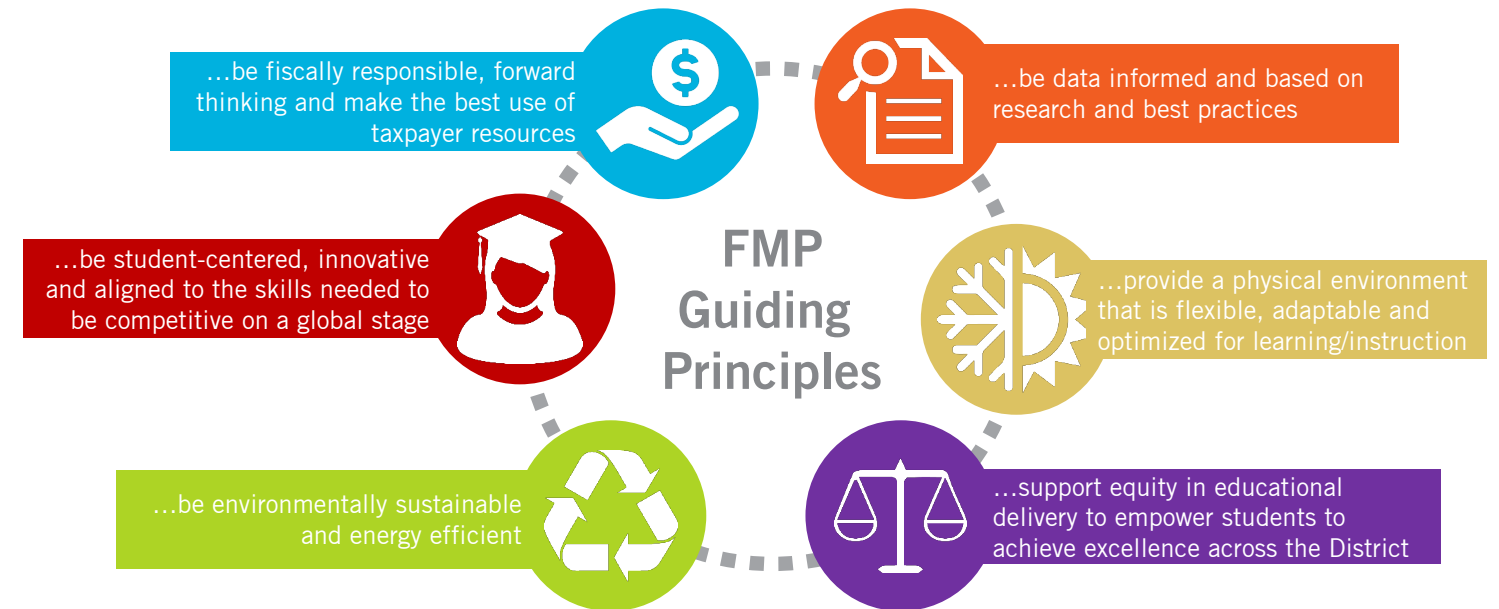 …be fiscally responsible, forward
thinking and make the best use of
taxpayer resources
$
…be data informed and based on
research and best practices
…be student-centered, innovative
and aligned to the skills needed to
be competitive on a global stage
FMP
Guiding
Principles
…provide a physical environment
that is flexible, adaptable and
optimized for learning/instruction
…be environmentally sustainable
and energy efficient
…support equity in educational
delivery to empower students to
achieve excellence across the District